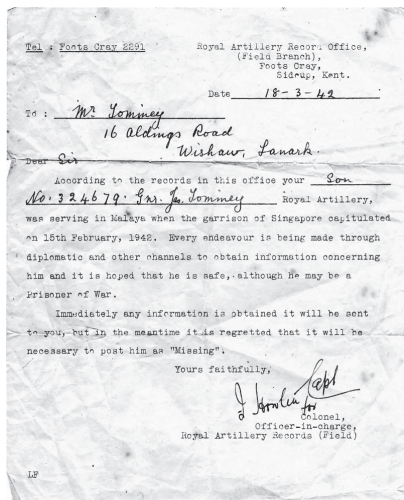 Tel : Foots Cray 2291
Royal Artillery Record Office,
(Field Branch),
Foots Cray,
Sidcup, Kent.
Date 18-3-42
To : Mr Tommey
16 Aldings Road
Wishaw, Lanark.
Dear Sir
According to the records in this office your Son
No. 324679. Gnr. Jas. Tommey Royal Artillery,
was serving in Malaya when the garrison of Singapore capitulated
on 15th February, 1942. Every endeavour is being made through
diplomatic and other channels to obtain information concerning
him and it is hoped that he is safe, although he may be a
Prisoner of War.
Immediately any information is obtained it will be sent
to you, but in the meantime it is regretted that it will be
necessary to post him as "Missing".
Yours faithfully,
Capt
for
Colonel,
Officer-in-charge,
Royal Artillery Records (Field)
LF